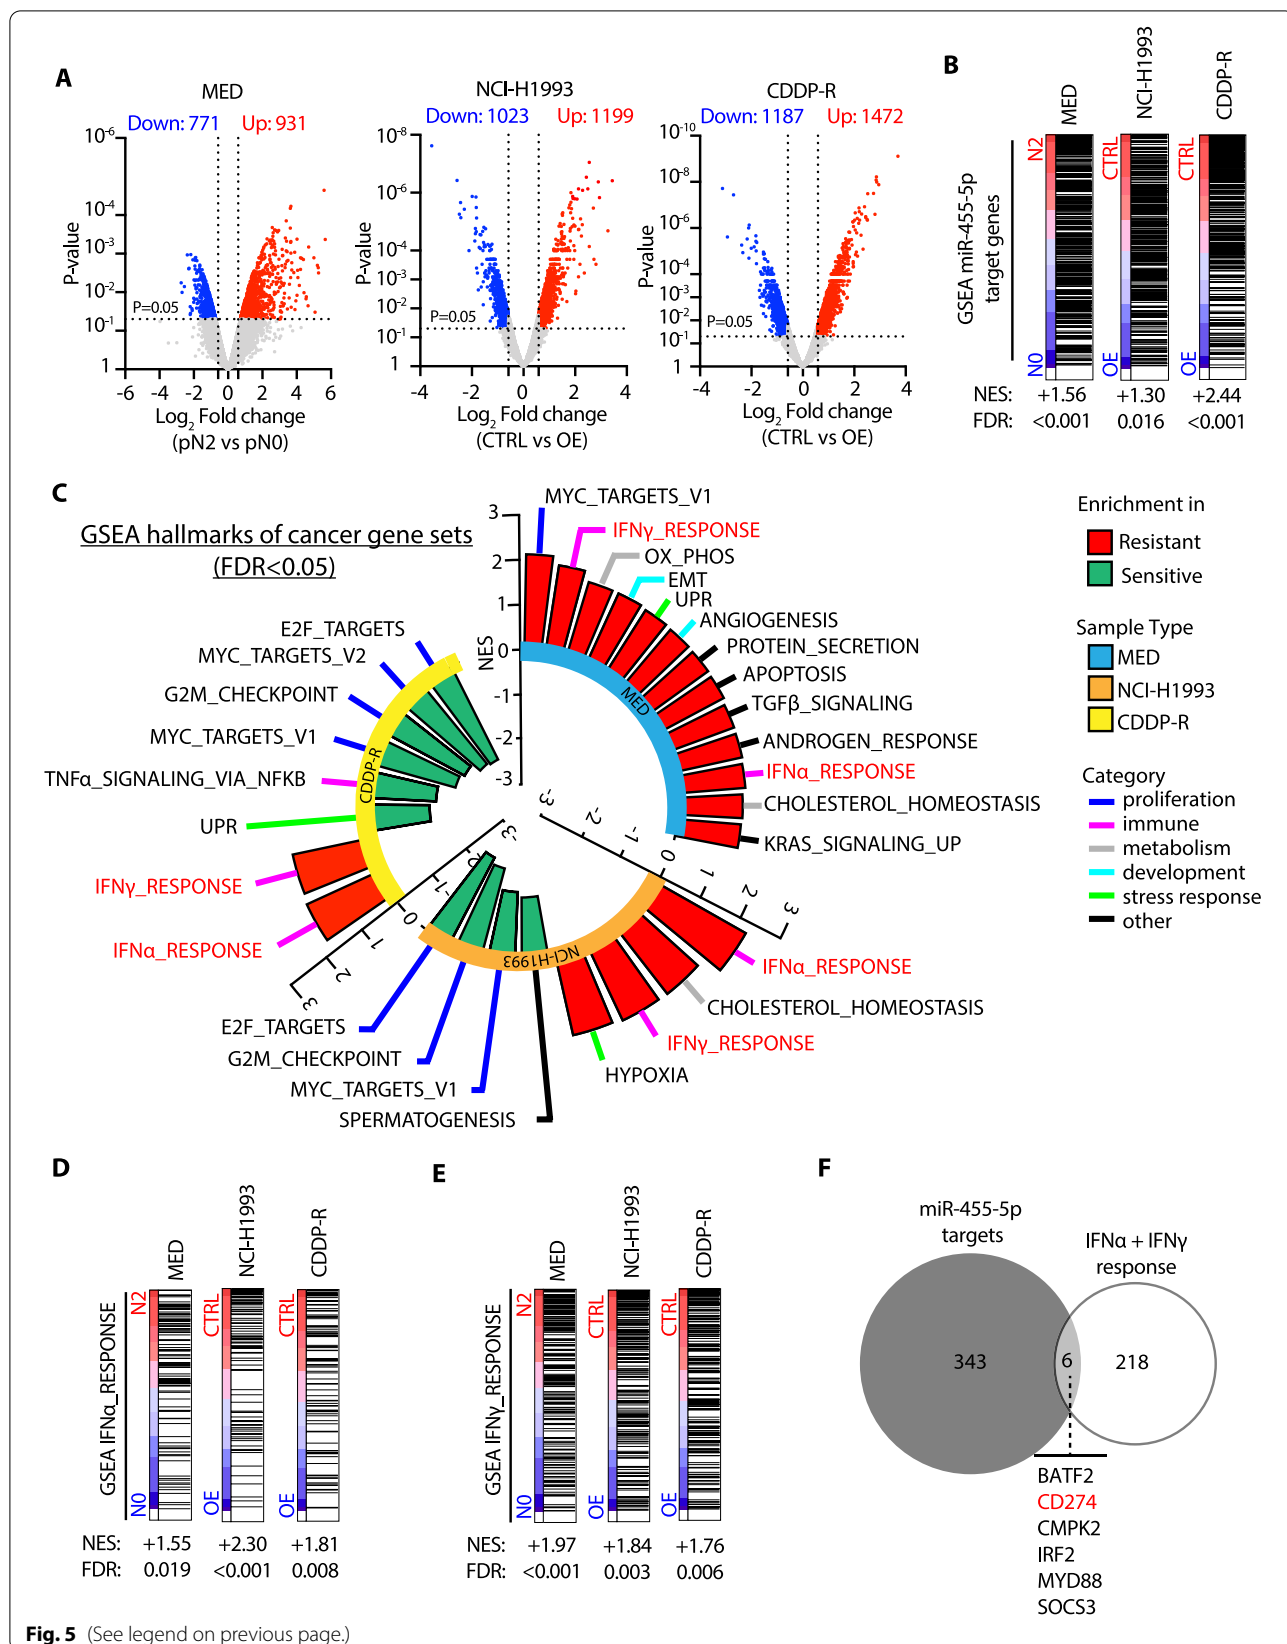 A
MED
Down: 771 Up: 931
P-value
10-6
10-4
10-3
10-2
10-1
1
P=0.05
-6 -4 -2 0 2 4 6
Log2 Fold change
(pN2 vs pN0)
NCI-H1993
Down: 1023 Up: 1199
P-value
10-8
10-6
10-4
10-3
10-2
10-1
1
P=0.05
-4 -2 0 2 4
Log2 Fold change
(CTRL vs OE)
CDDP-R
Down: 1187 Up: 1472
P-value
10-10
10-8
10-6
10-4
10-3
10-2
10-1
1
P=0.05
-4 -2 0 2 4
Log2 Fold change
(CTRL vs OE)
B
MED
NCI-H1993
CDDP-R
GSEA miR-455-5p
target genes
N2
N0
CTRL
OE
CTRL
OE
NES: +1.56 +1.30 +2.44
FDR: <0.001 0.016 <0.001
C
GSEA hallmarks of cancer gene sets
(FDR<0.05)
NES
3
2
1
0
-1
-2
-3
MYC_TARGETS_V1
IFNγ_RESPONSE
OX_PHOS
EMT
UPR
ANGIOGENESIS
PROTEIN_SECRETION
APOPTOSIS
TGFβ_SIGNALING
ANDROGEN_RESPONSE
IFNα_RESPONSE
CHOLESTEROL_HOMEOSTASIS
KRAS_SIGNALING_UP
MED
-3 -2 -1 0 1 2 3
IFNα_RESPONSE
CHOLESTEROL_HOMEOSTASIS
IFNγ_RESPONSE
HYPOXIA
SPERMATOGENESIS
MYC_TARGETS_V1
G2M_CHECKPOINT
E2F_TARGETS
NCI-H1993
-3 -2 -1 0 1 2 3
IFNα_RESPONSE
IFNγ_RESPONSE
UPR
TNFα_SIGNALING_VIA_NFKB
MYC_TARGETS_V1
G2M_CHECKPOINT
MYC_TARGETS_V2
E2F_TARGETS
CDDP-R
Enrichment in
Resistant
Sensitive
Sample Type
MED
NCI-H1993
CDDP-R
Category
proliferation
immune
metabolism
development
stress response
other
D
MED
NCI-H1993
CDDP-R
GSEA IFNα_RESPONSE
N2
N0
CTRL
OE
CTRL
OE
NES: +1.55 +2.30 +1.81
FDR: 0.019 <0.001 0.008
E
MED
NCI-H1993
CDDP-R
GSEA IFNγ_RESPONSE
N2
N0
CTRL
OE
CTRL
OE
NES: +1.97 +1.84 +1.76
FDR: <0.001 0.003 0.006
F
miR-455-5p
targets
IFNα + IFNγ
response
343 6 218
BATF2
CD274
CMPK2
IRF2
MYD88
SOCS3
Fig. 5 (See legend on previous page.)